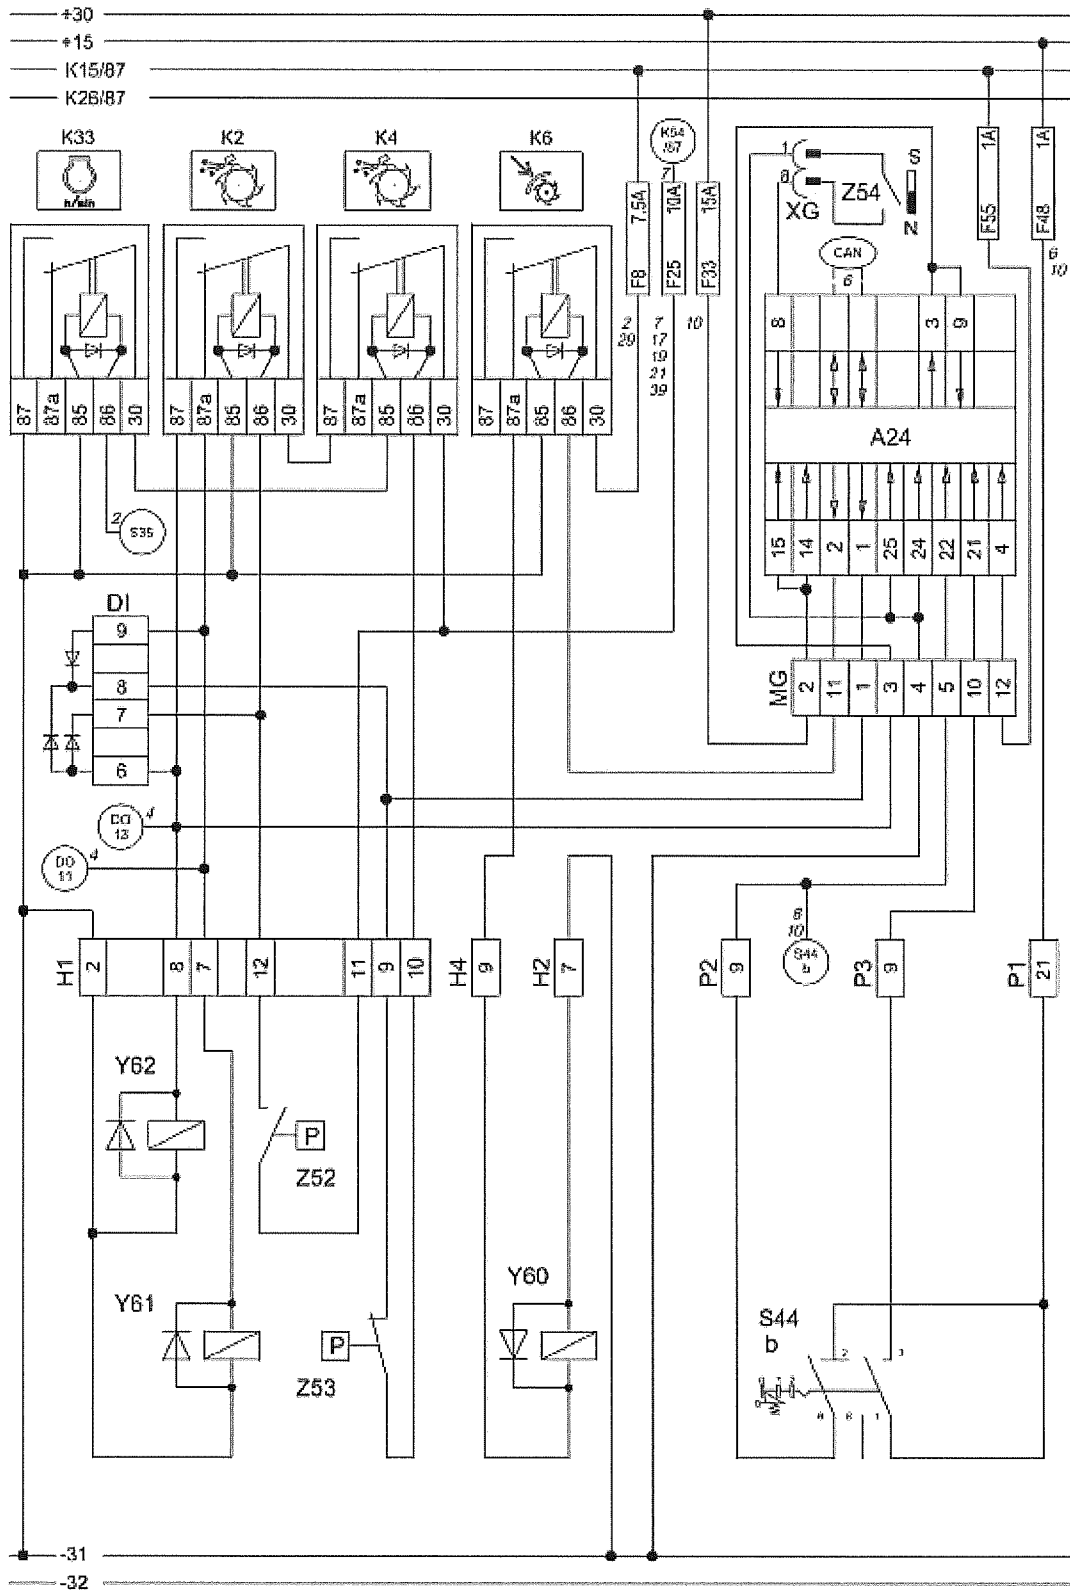 +30
+15
K15/87
K26/87
K33
K2
K4
K6
h/min
K54
/87
7
F8 7.5A
F25 10A
F33 15A
1
8
XG
Z54
S
N
F55 1A
F48 1A
6
10
CAN
6
2
29
7
17
19
21
39
10
8 3 9
A24
15 14 2 1 25 24 22 21 4
87 87a 85 86 30
87 87a 85 86 30
87 87a 85 86 30
87 87a 85 86 30
2
S35
DI
9
8
7
6
MG
2 11 1 3 4 5 10 12
4
DO
13
4
DO
11
H1
2 8 7 12 11 9 10
H4
9
H2
7
P2
9
8
10
S44
b
P3
9
P1
21
Y62
P
Z52
Y61
P
Z53
Y60
S44
b
2
3
1
-31
-32